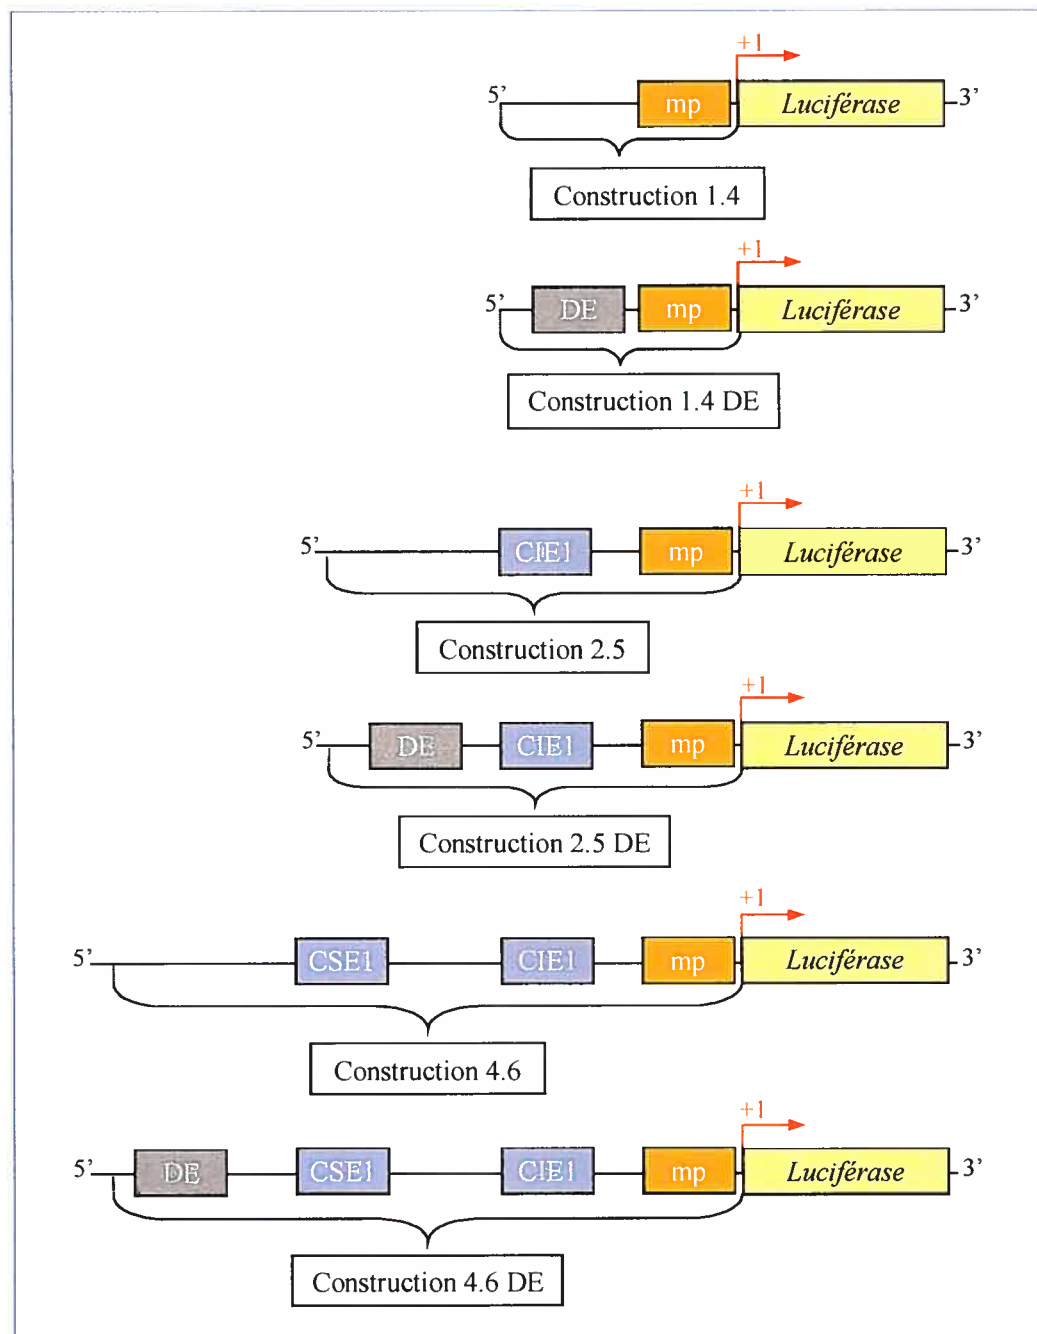 +1
5' mp Luciférase 3'
Construction 1.4
+1
5' DE mp Luciférase 3'
Construction 1.4 DE
+1
5' CIE1 mp Luciférase 3'
Construction 2.5
+1
5' DE CIE1 mp Luciférase 3'
Construction 2.5 DE
+1
5' CSE1 CIE1 mp Luciférase 3'
Construction 4.6
+1
5' DE CSE1 CIE1 mp Luciférase 3'
Construction 4.6 DE